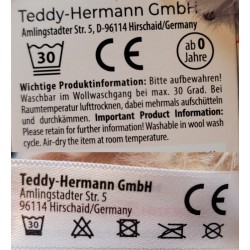 Teddy-Hermann GmbH
Amlingstadter Str. 5, D-96114 Hirschaid/Germany
30
CE
ab 0
Jahre
Wichtige Produktinformation: Bitte aufbewahren!
Waschbar im Wollwaschgang bei max. 30 Grad. Bei
Raumtemperatur lufttrocknen, dabei mehrmals aufschütteln
und durchkneten. Important Product Information:
Please retain for further information. Washable in wool wash
cycle. Air-dry the item at room temperature.
Teddy-Hermann GmbH
Amlingstadter Str. 5
96114 Hirschaid/Germany
CE
30